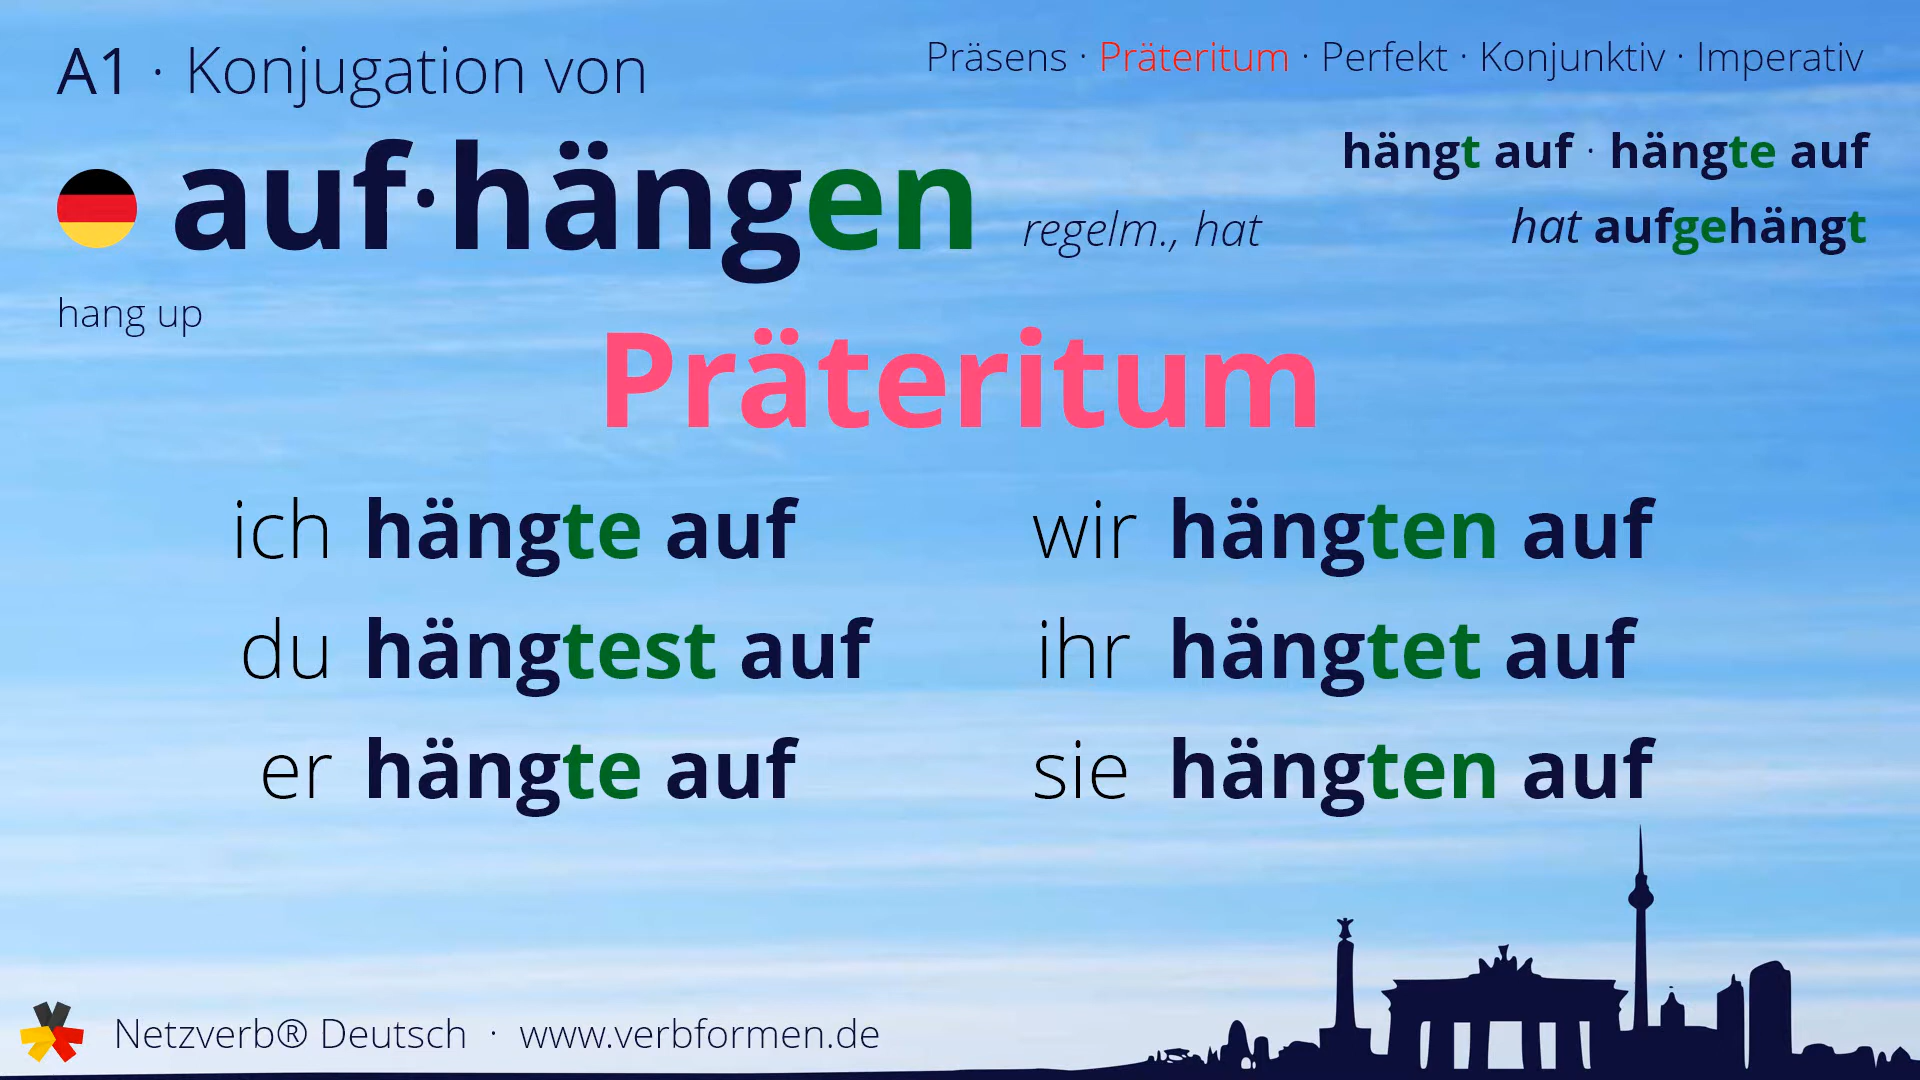 A1 · Konjugation von
Präsens · Präteritum · Perfekt · Konjunktiv · Imperativ
auf·hängen regelm., hat
hängt auf · hängte auf
hat aufgehängt
hang up
Präteritum
ich hängte auf
du hängtest auf
er hängte auf
wir hängten auf
ihr hängtet auf
sie hängten auf
Netzverb® Deutsch · www.verbformen.de